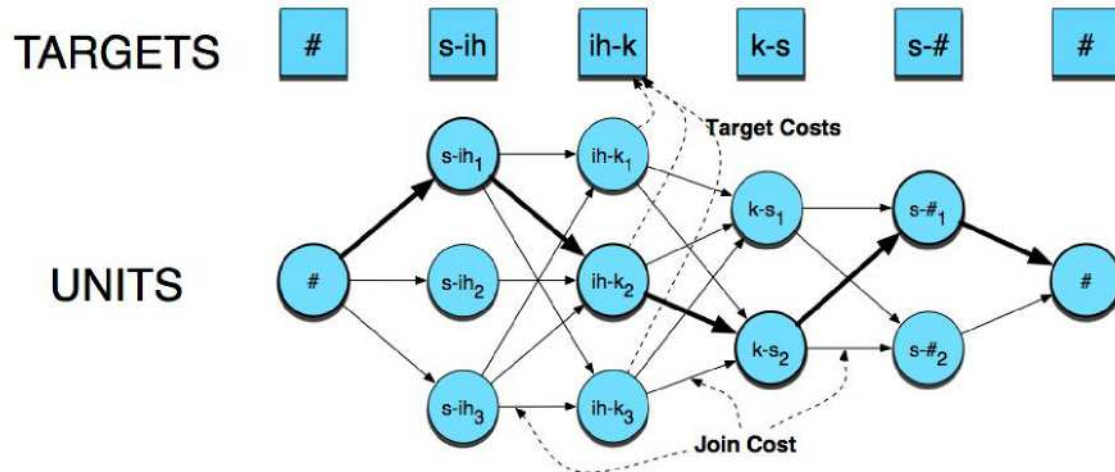 TARGETS # s-ih ih-k k-s s-# #
Target Costs
s-ih1 ih-k1
k-s1 s-#1
UNITS # s-ih2 ih-k2 #
k-s2 s-#2
s-ih3 ih-k3
Join Cost